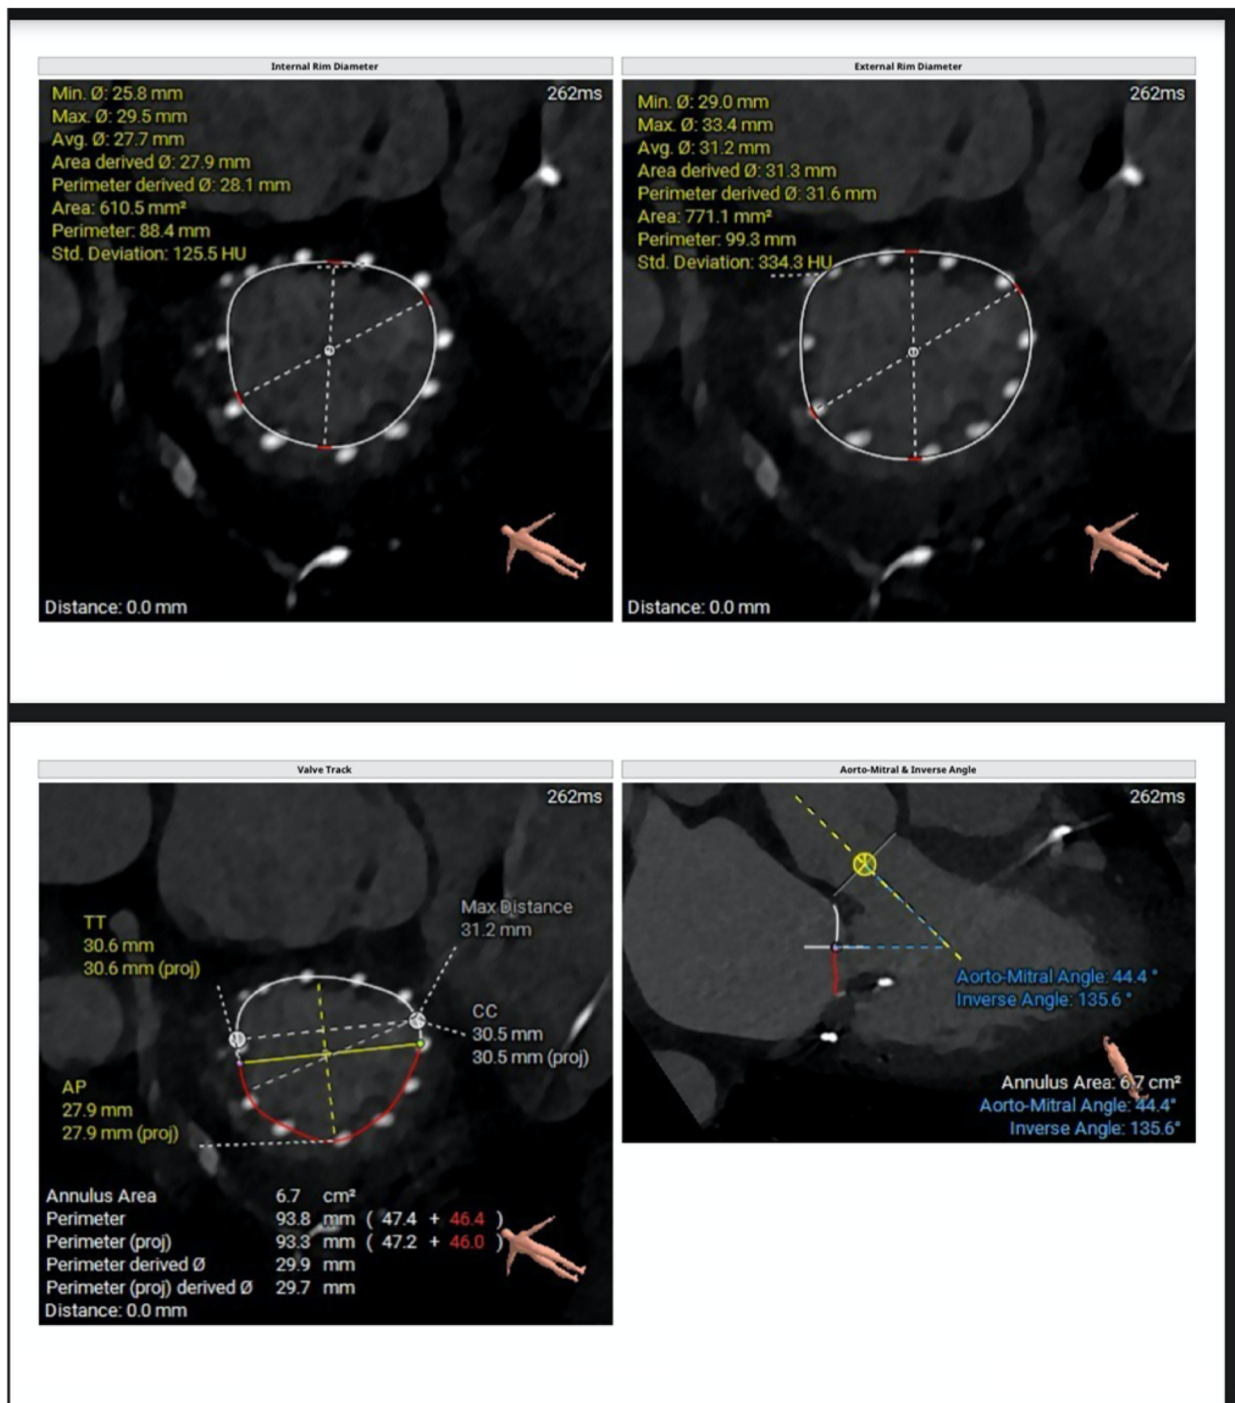 Internal Rim Diameter
Min. Ø: 25.8 mm
Max. Ø: 29.5 mm
Avg. Ø: 27.7 mm
Area derived Ø: 27.9 mm
Perimeter derived Ø: 28.1 mm
Area: 610.5 mm²
Perimeter: 88.4 mm
Std. Deviation: 125.5 HU
262ms
Distance: 0.0 mm
External Rim Diameter
Min. Ø: 29.0 mm
Max. Ø: 33.4 mm
Avg. Ø: 31.2 mm
Area derived Ø: 31.3 mm
Perimeter derived Ø: 31.6 mm
Area: 771.1 mm²
Perimeter: 99.3 mm
Std. Deviation: 334.3 HU
262ms
Distance: 0.0 mm
Valve Track
262ms
TT
30.6 mm
30.6 mm (proj)
Max Distance
31.2 mm
CC
30.5 mm
30.5 mm (proj)
AP
27.9 mm
27.9 mm (proj)
Annulus Area 6.7 cm²
Perimeter 93.8 mm ( 47.4 + 46.4 )
Perimeter (proj) 93.3 mm ( 47.2 + 46.0 )
Perimeter derived Ø 29.9 mm
Perimeter (proj) derived Ø 29.7 mm
Distance: 0.0 mm
Aorto-Mitral & Inverse Angle
262ms
Aorto-Mitral Angle: 44.4 °
Inverse Angle: 135.6 °
Annulus Area: 6.7 cm²
Aorto-Mitral Angle: 44.4°
Inverse Angle: 135.6°